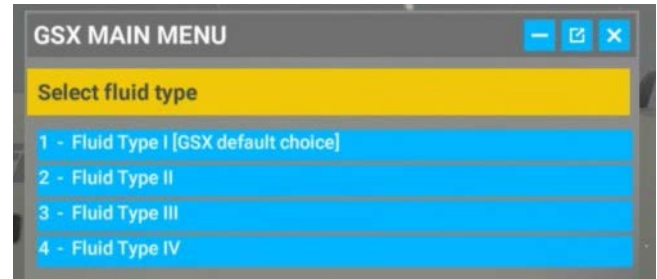 GSX MAIN MENU
Select fluid type
1 - Fluid Type I [GSX default choice]
2 - Fluid Type II
3 - Fluid Type III
4 - Fluid Type IV